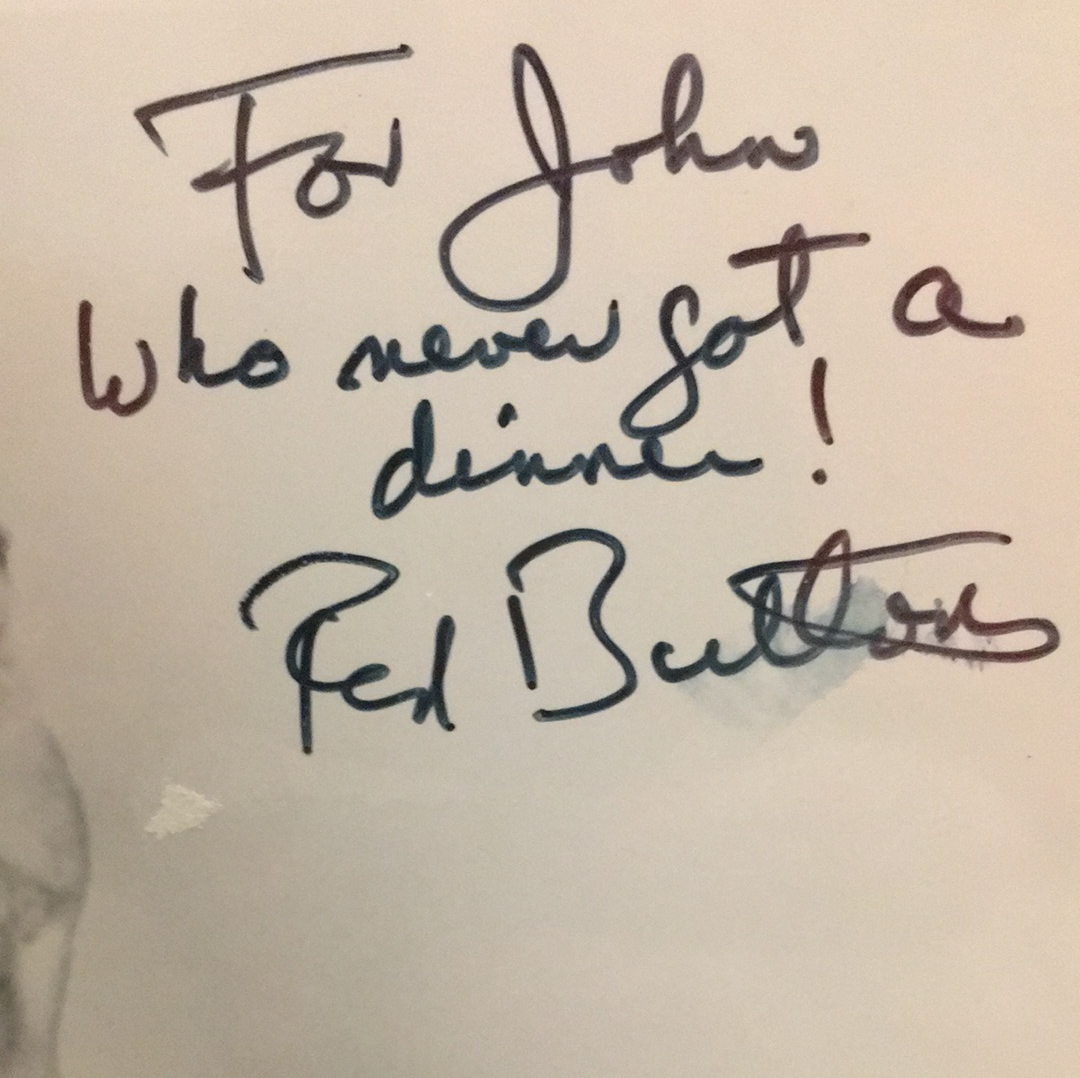 For John
Who never got a
dinner!
Red Buttons